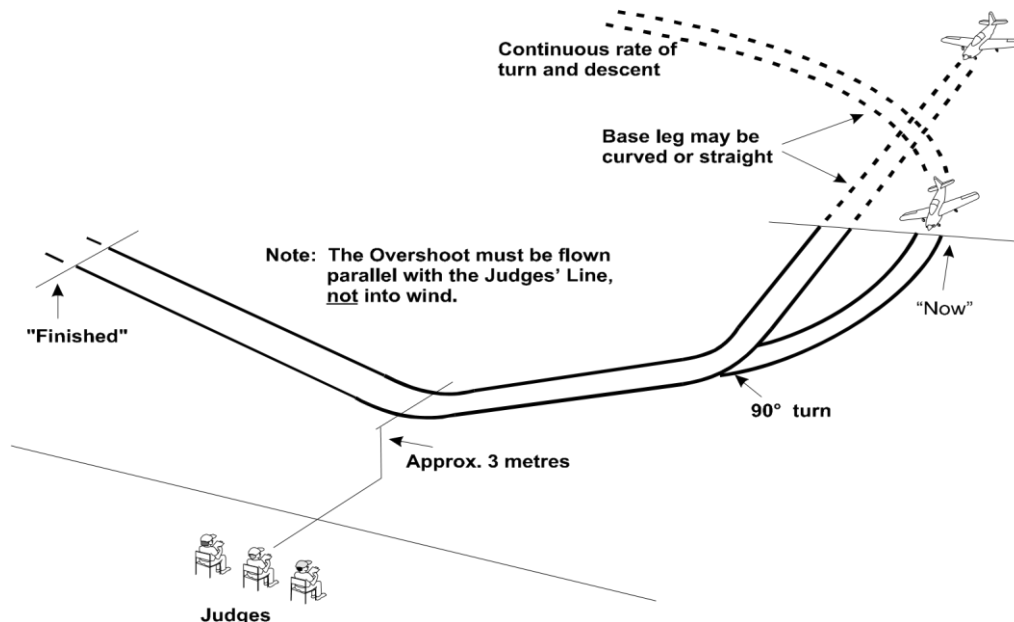 Continuous rate of
turn and descent
Base leg may be
curved or straight
Note: The Overshoot must be flown
parallel with the Judges' Line,
not into wind.
"Finished"
“Now”
90° turn
Approx. 3 metres
Judges